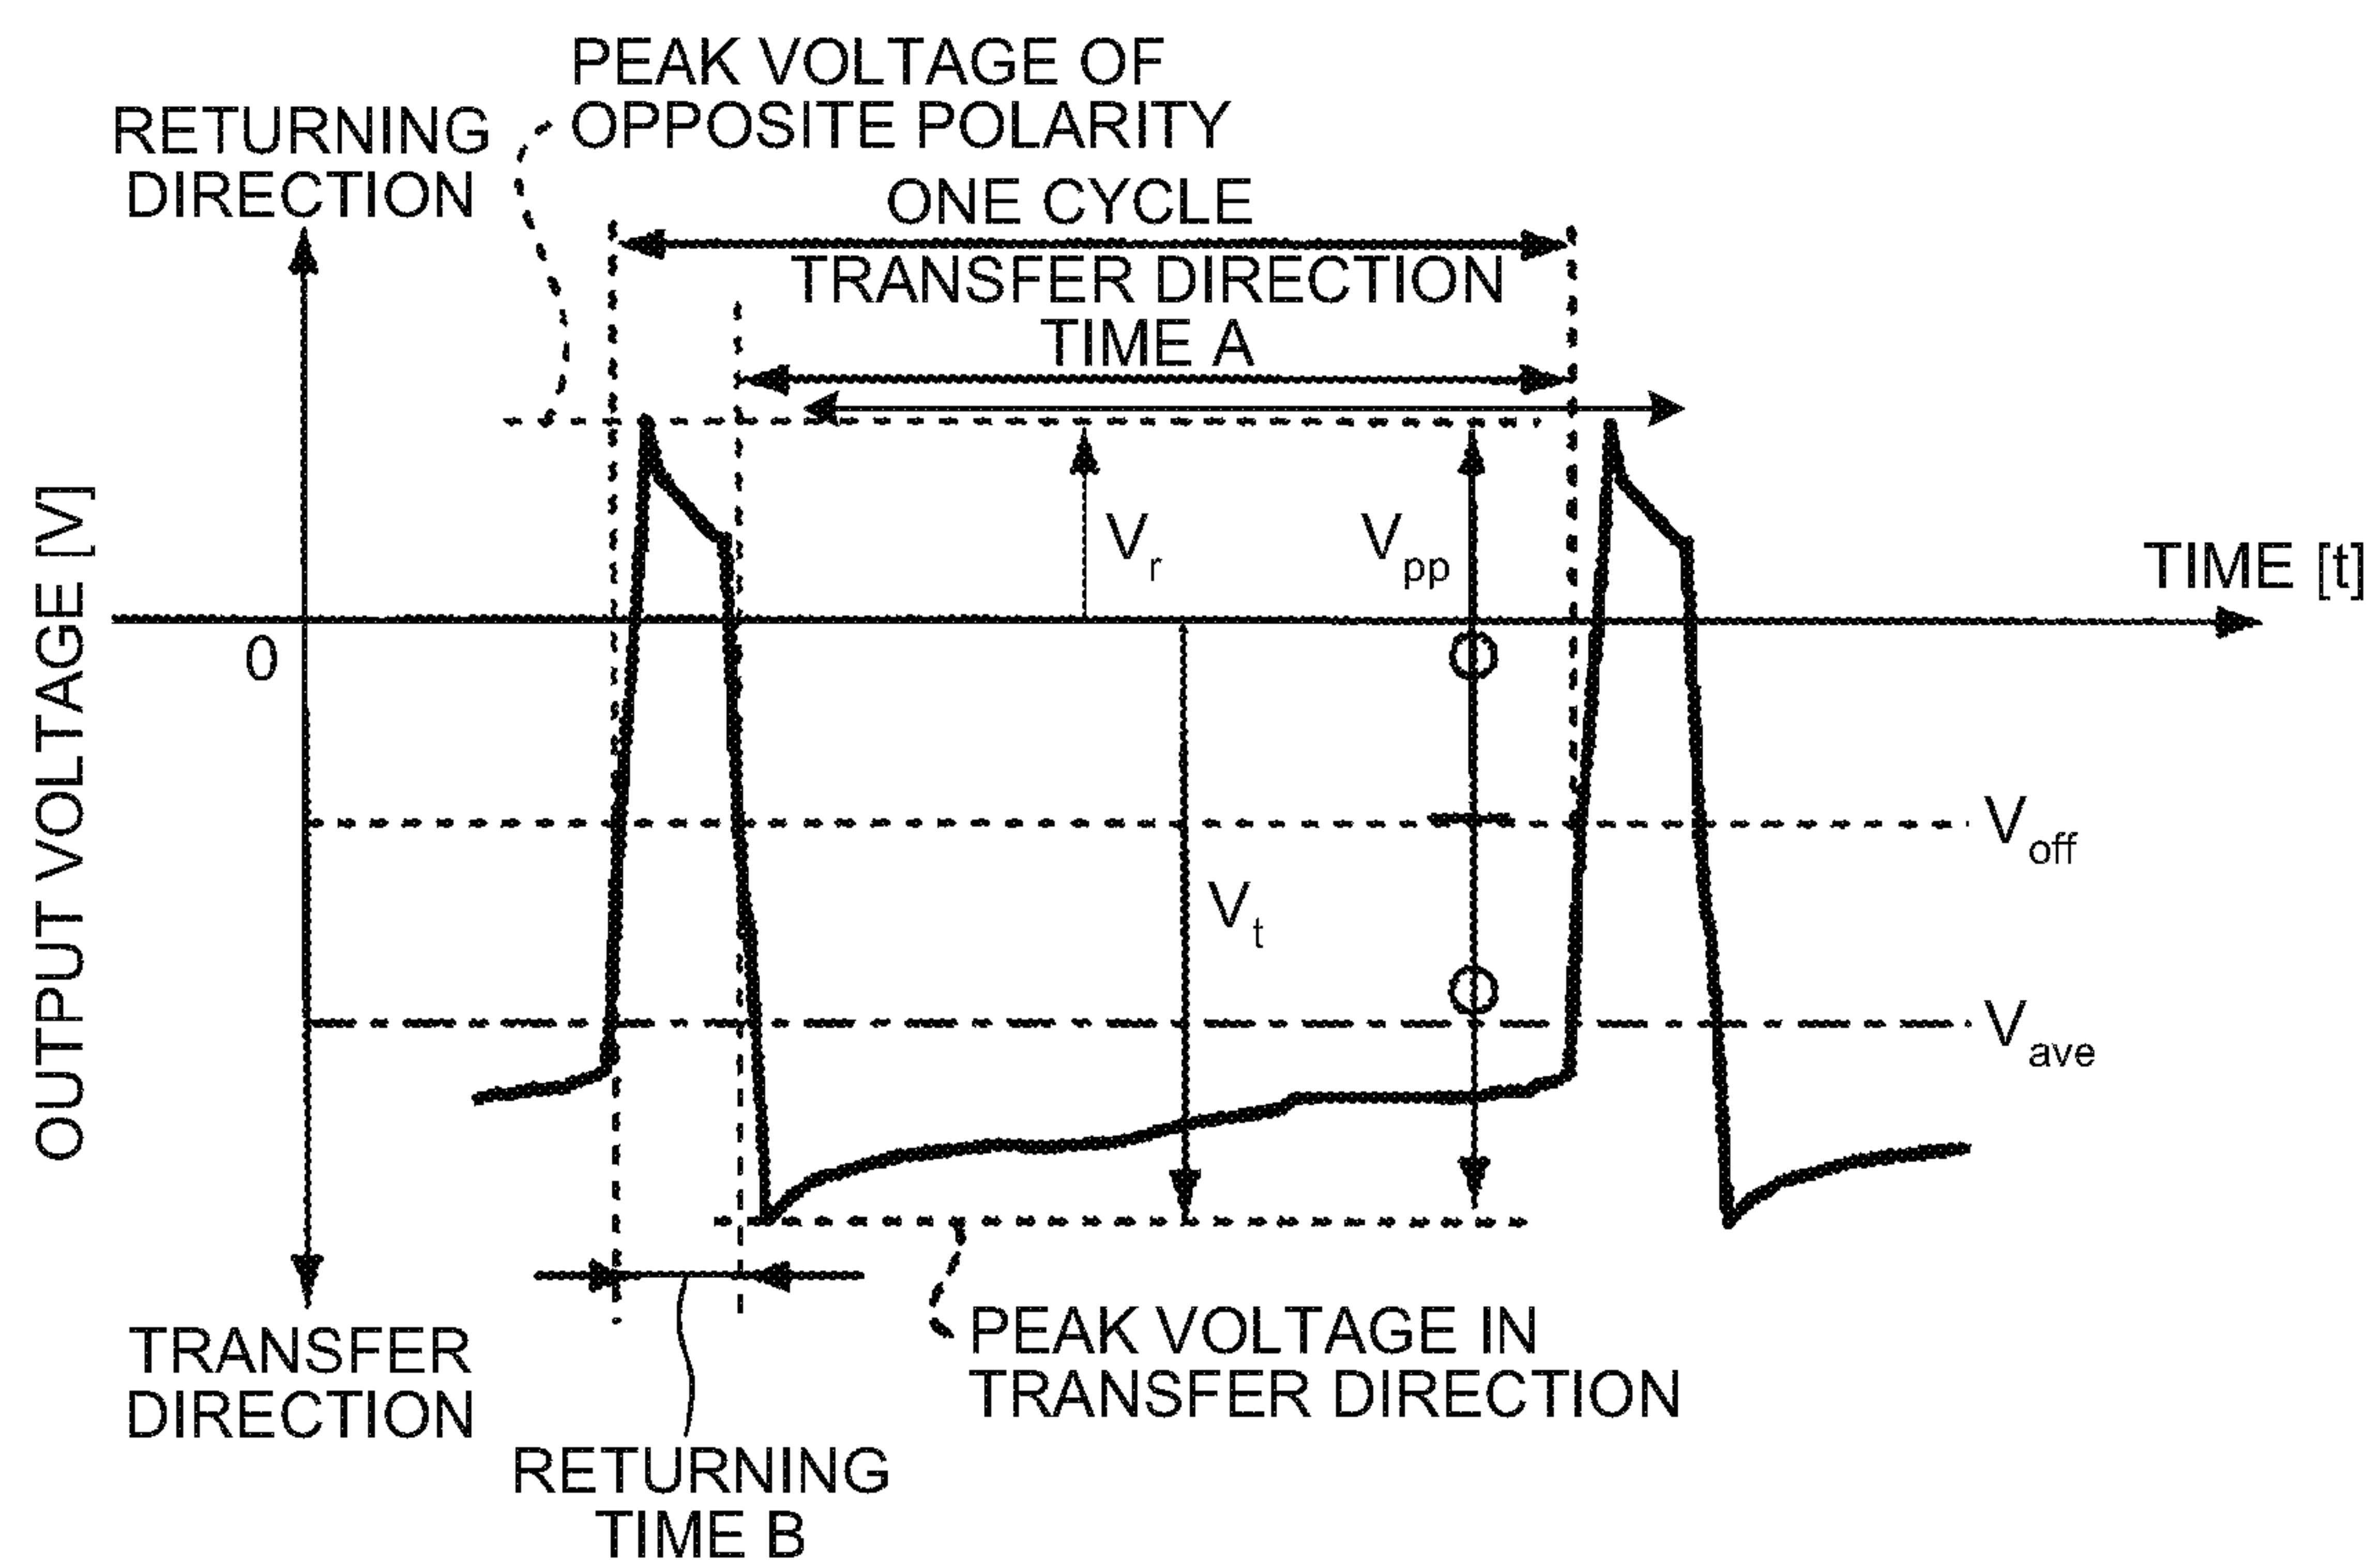 PEAK VOLTAGE OF
OPPOSITE POLARITY
RETURNING
DIRECTION
ONE CYCLE
TRANSFER DIRECTION
TIME A
OUTPUT VOLTAGE [V]
Vr
Vpp
TIME [t]
0
Voff
Vt
Vave
TRANSFER
DIRECTION
PEAK VOLTAGE IN
TRANSFER DIRECTION
RETURNING
TIME B